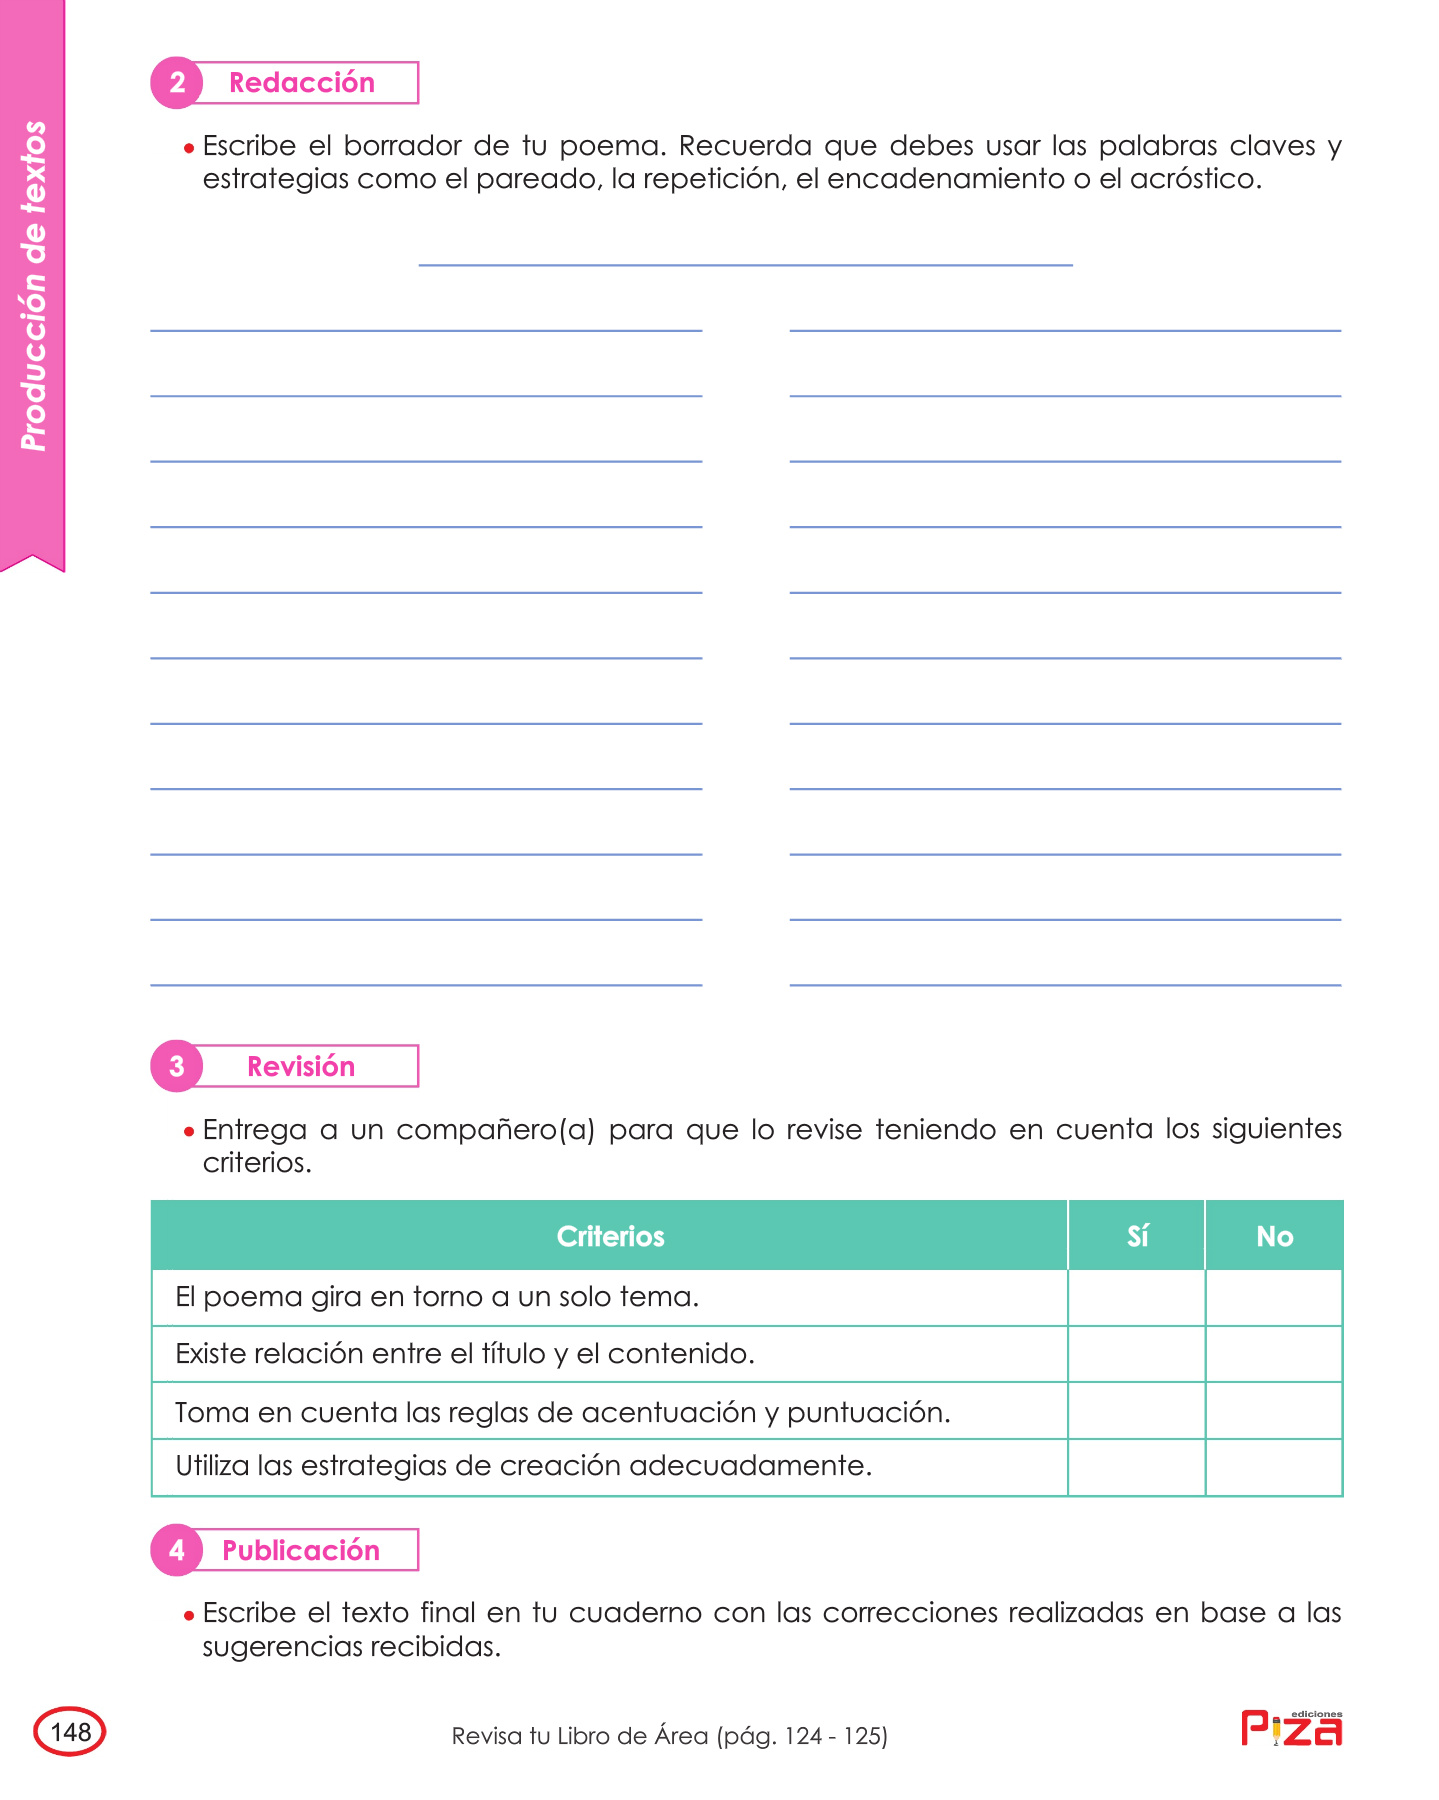 Producción de textos
2 Redacción
• Escribe el borrador de tu poema. Recuerda que debes usar las palabras claves y
estrategias como el pareado, la repetición, el encadenamiento o el acróstico.
3 Revisión
• Entrega a un compañero(a) para que lo revise teniendo en cuenta los siguientes
criterios.
Criterios Sí No
El poema gira en torno a un solo tema.
Existe relación entre el título y el contenido.
Toma en cuenta las reglas de acentuación y puntuación.
Utiliza las estrategias de creación adecuadamente.
4 Publicación
• Escribe el texto final en tu cuaderno con las correcciones realizadas en base a las
sugerencias recibidas.
148
Revisa tu Libro de Área (pág. 124 - 125)
ediciones
Piza